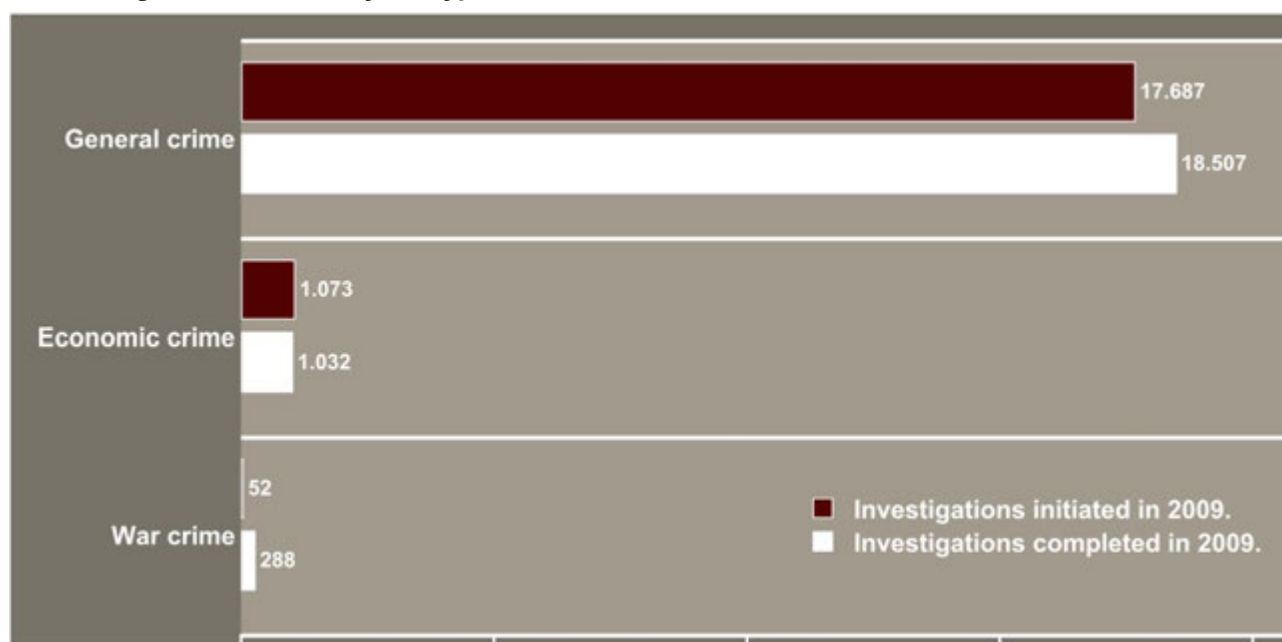 17.687
General crime
18.507
1.073
Economic crime
1.032
52
War crime
288
Investigations initiated in 2009.
Investigations completed in 2009.